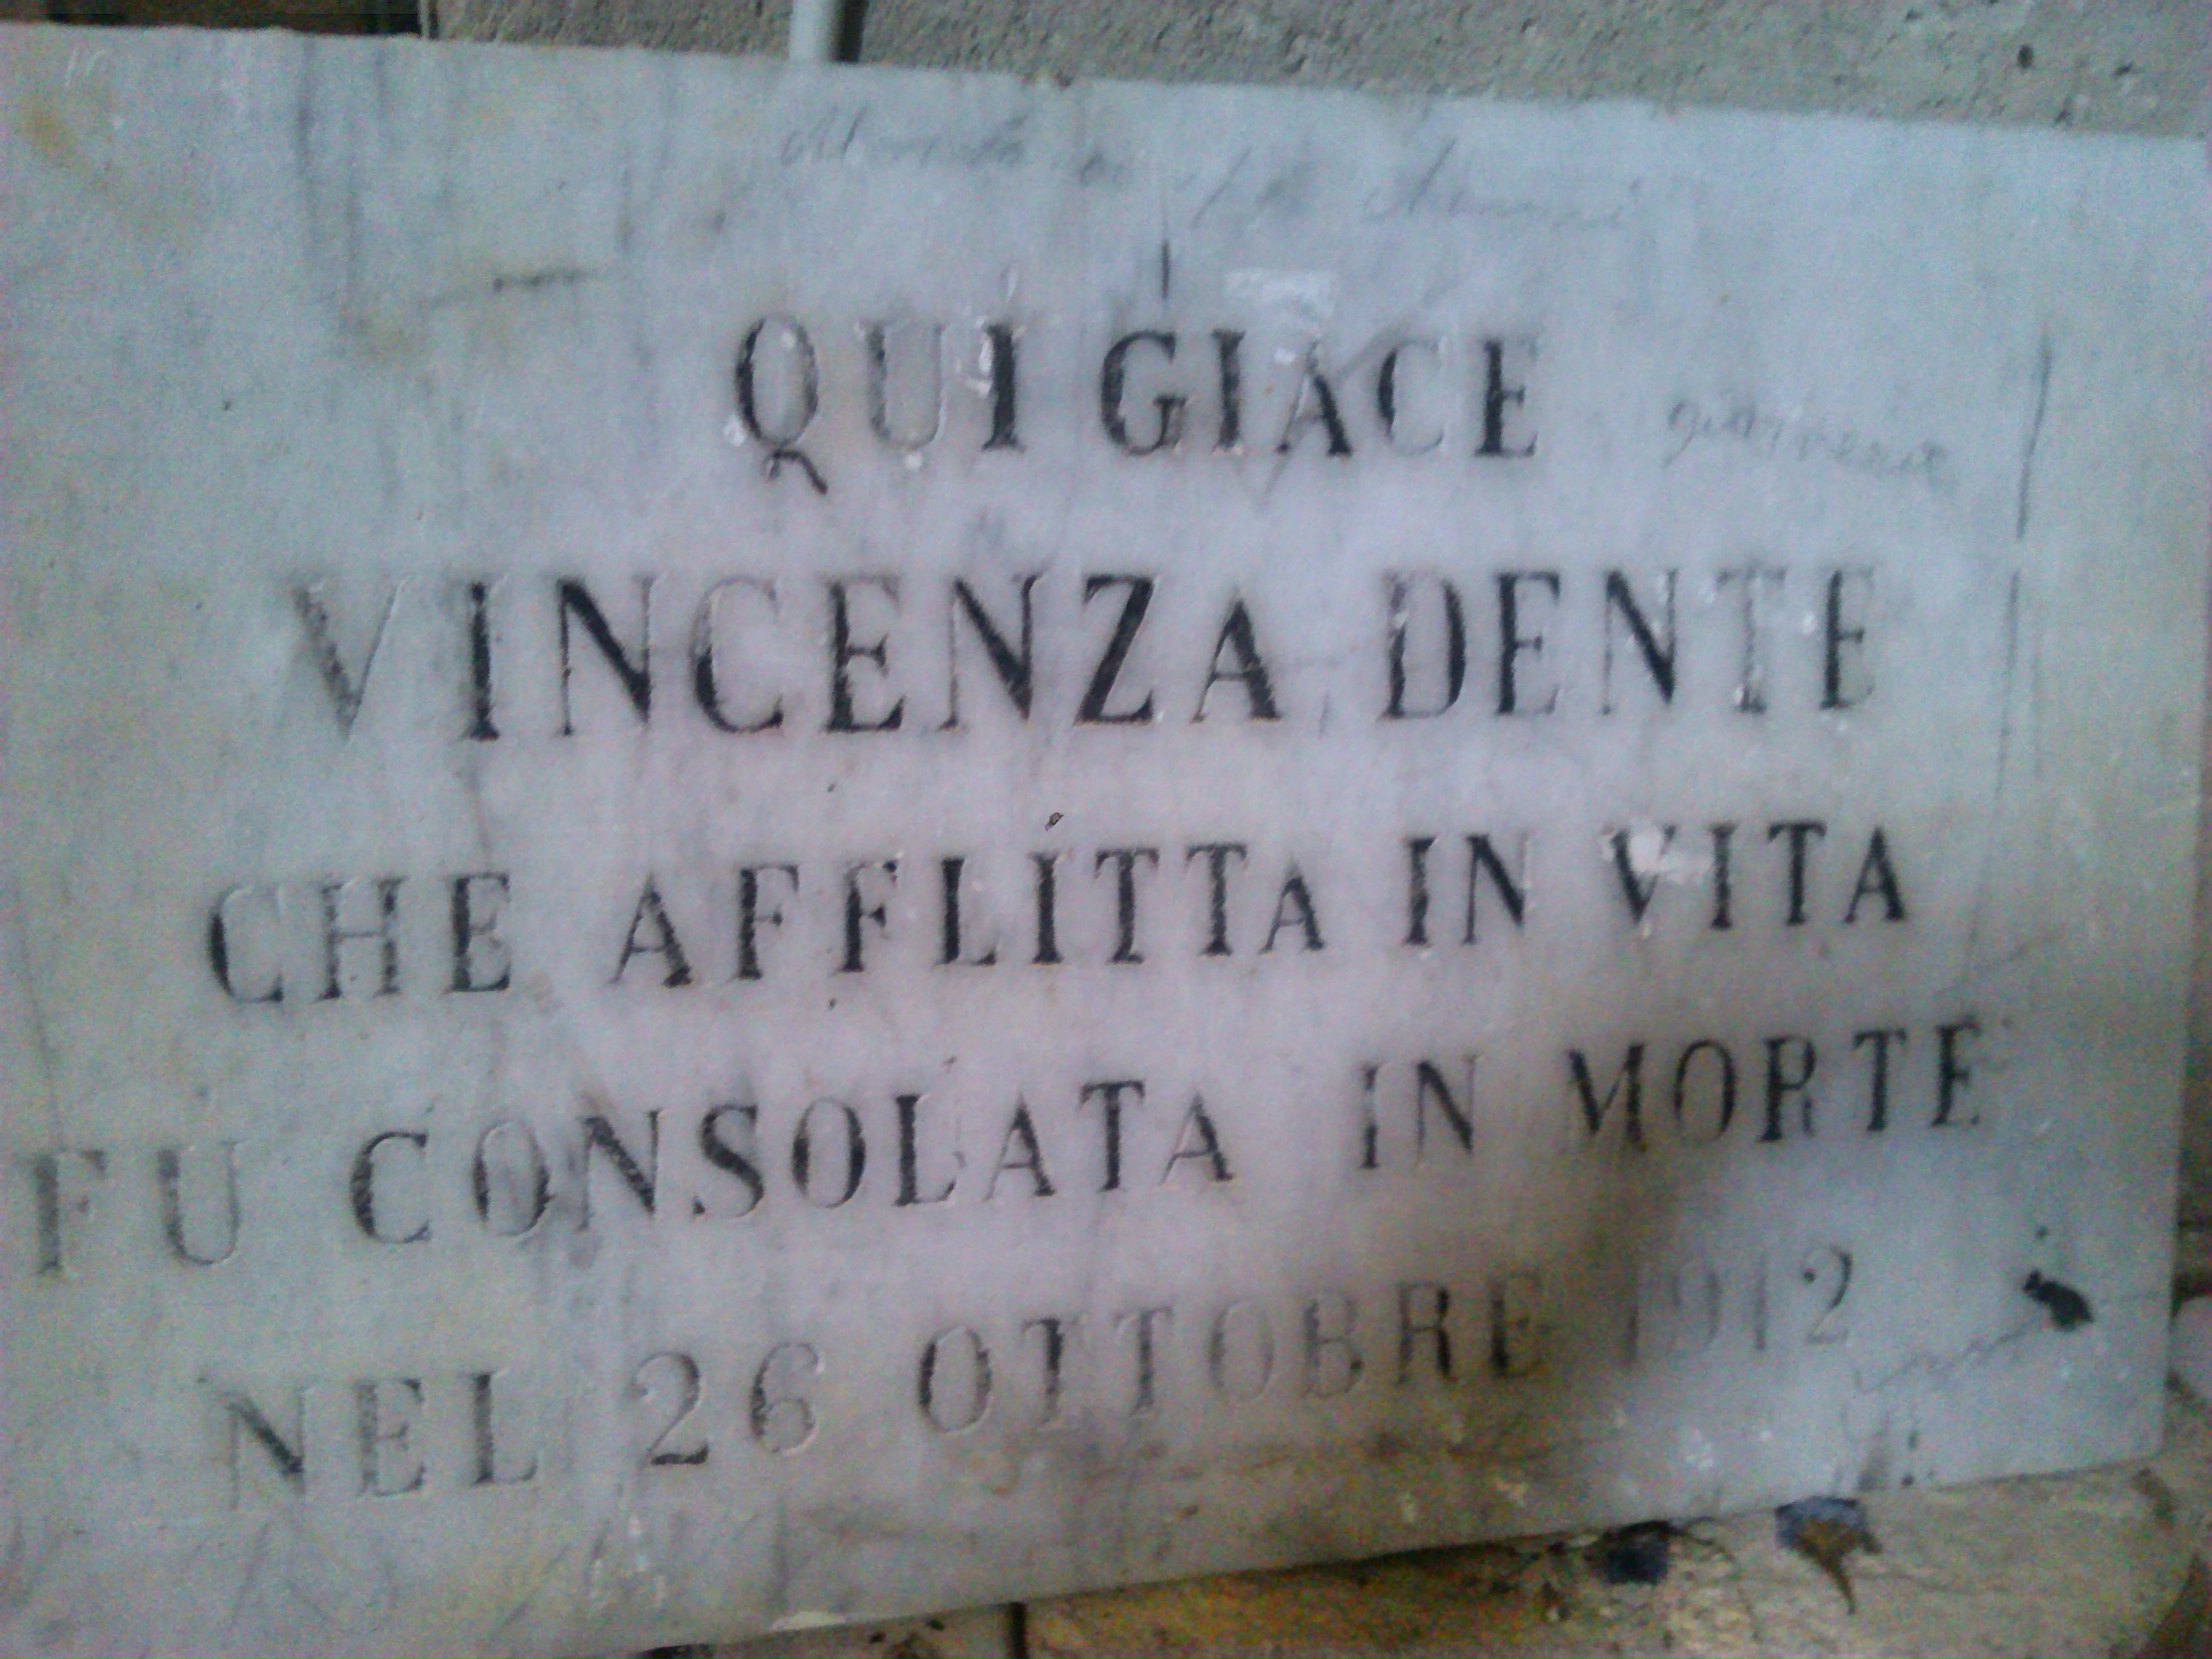 QUI GIACE
VINCENZA DENTE
CHE AFFLITTA IN VITA
FU CONSOLATA IN MORTE
NEL 26 OTTOBRE 1912